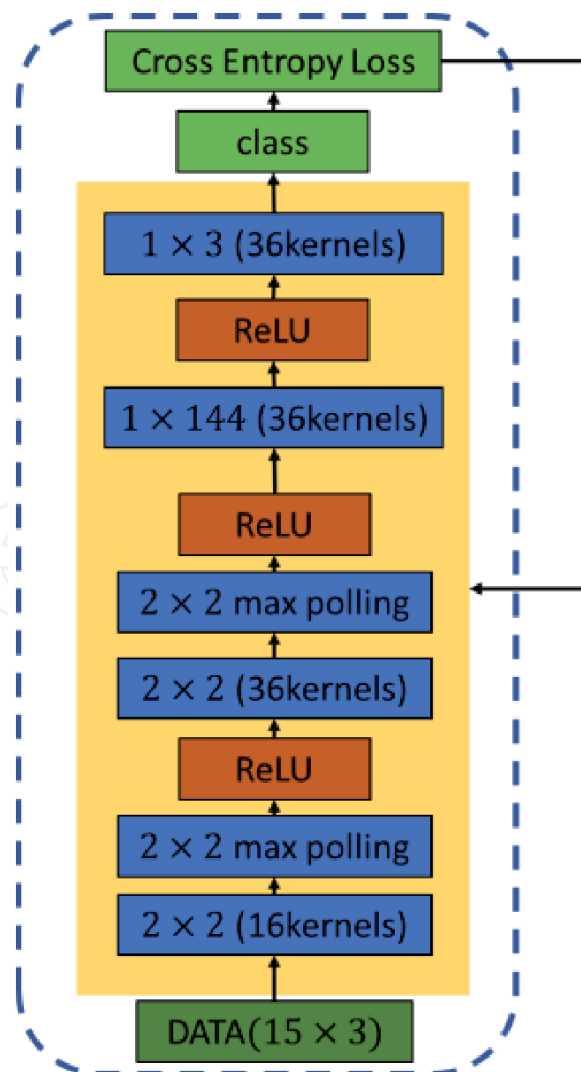 Cross Entropy Loss
class
1 × 3 (36kernels)
ReLU
1 × 144 (36kernels)
ReLU
2 × 2 max polling
2 × 2 (36kernels)
ReLU
2 × 2 max polling
2 × 2 (16kernels)
DATA(15 × 3)